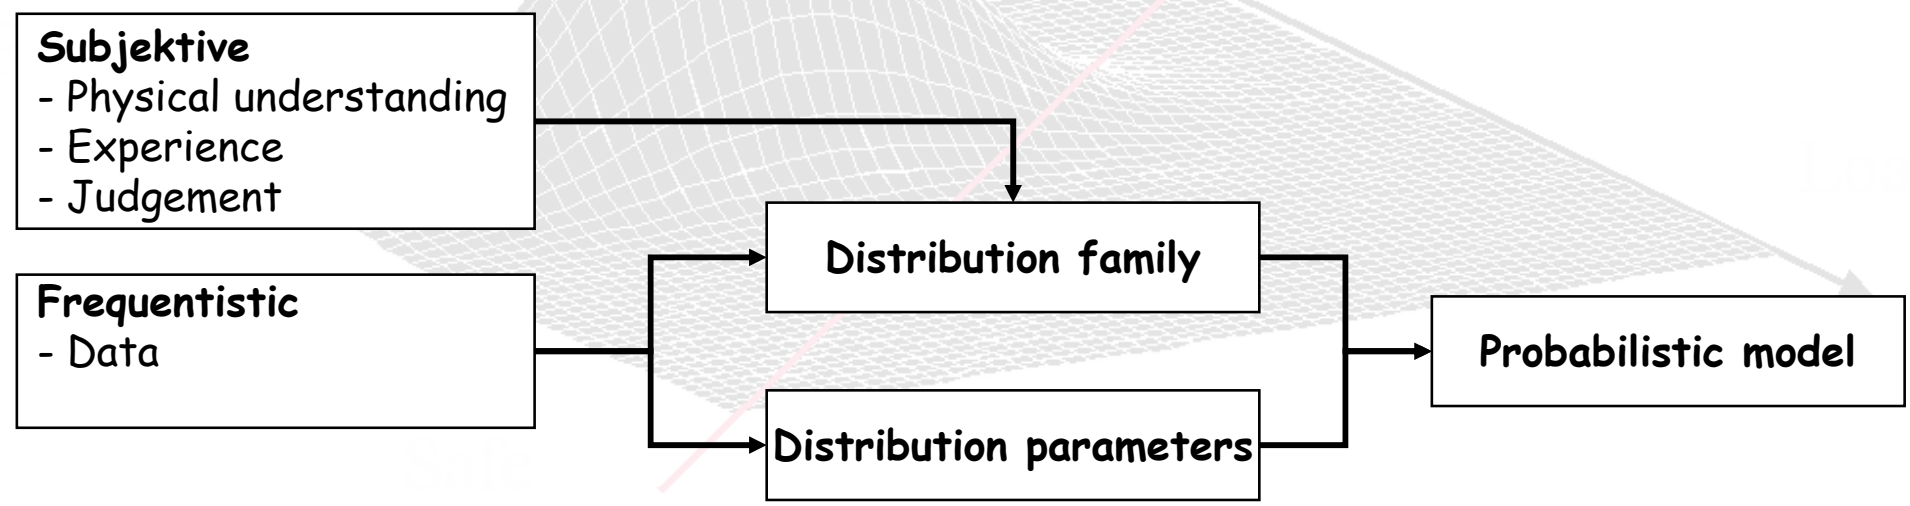 Subjektive
- Physical understanding
- Experience
- Judgement
Distribution family
Frequentistic
- Data
Probabilistic model
Distribution parameters